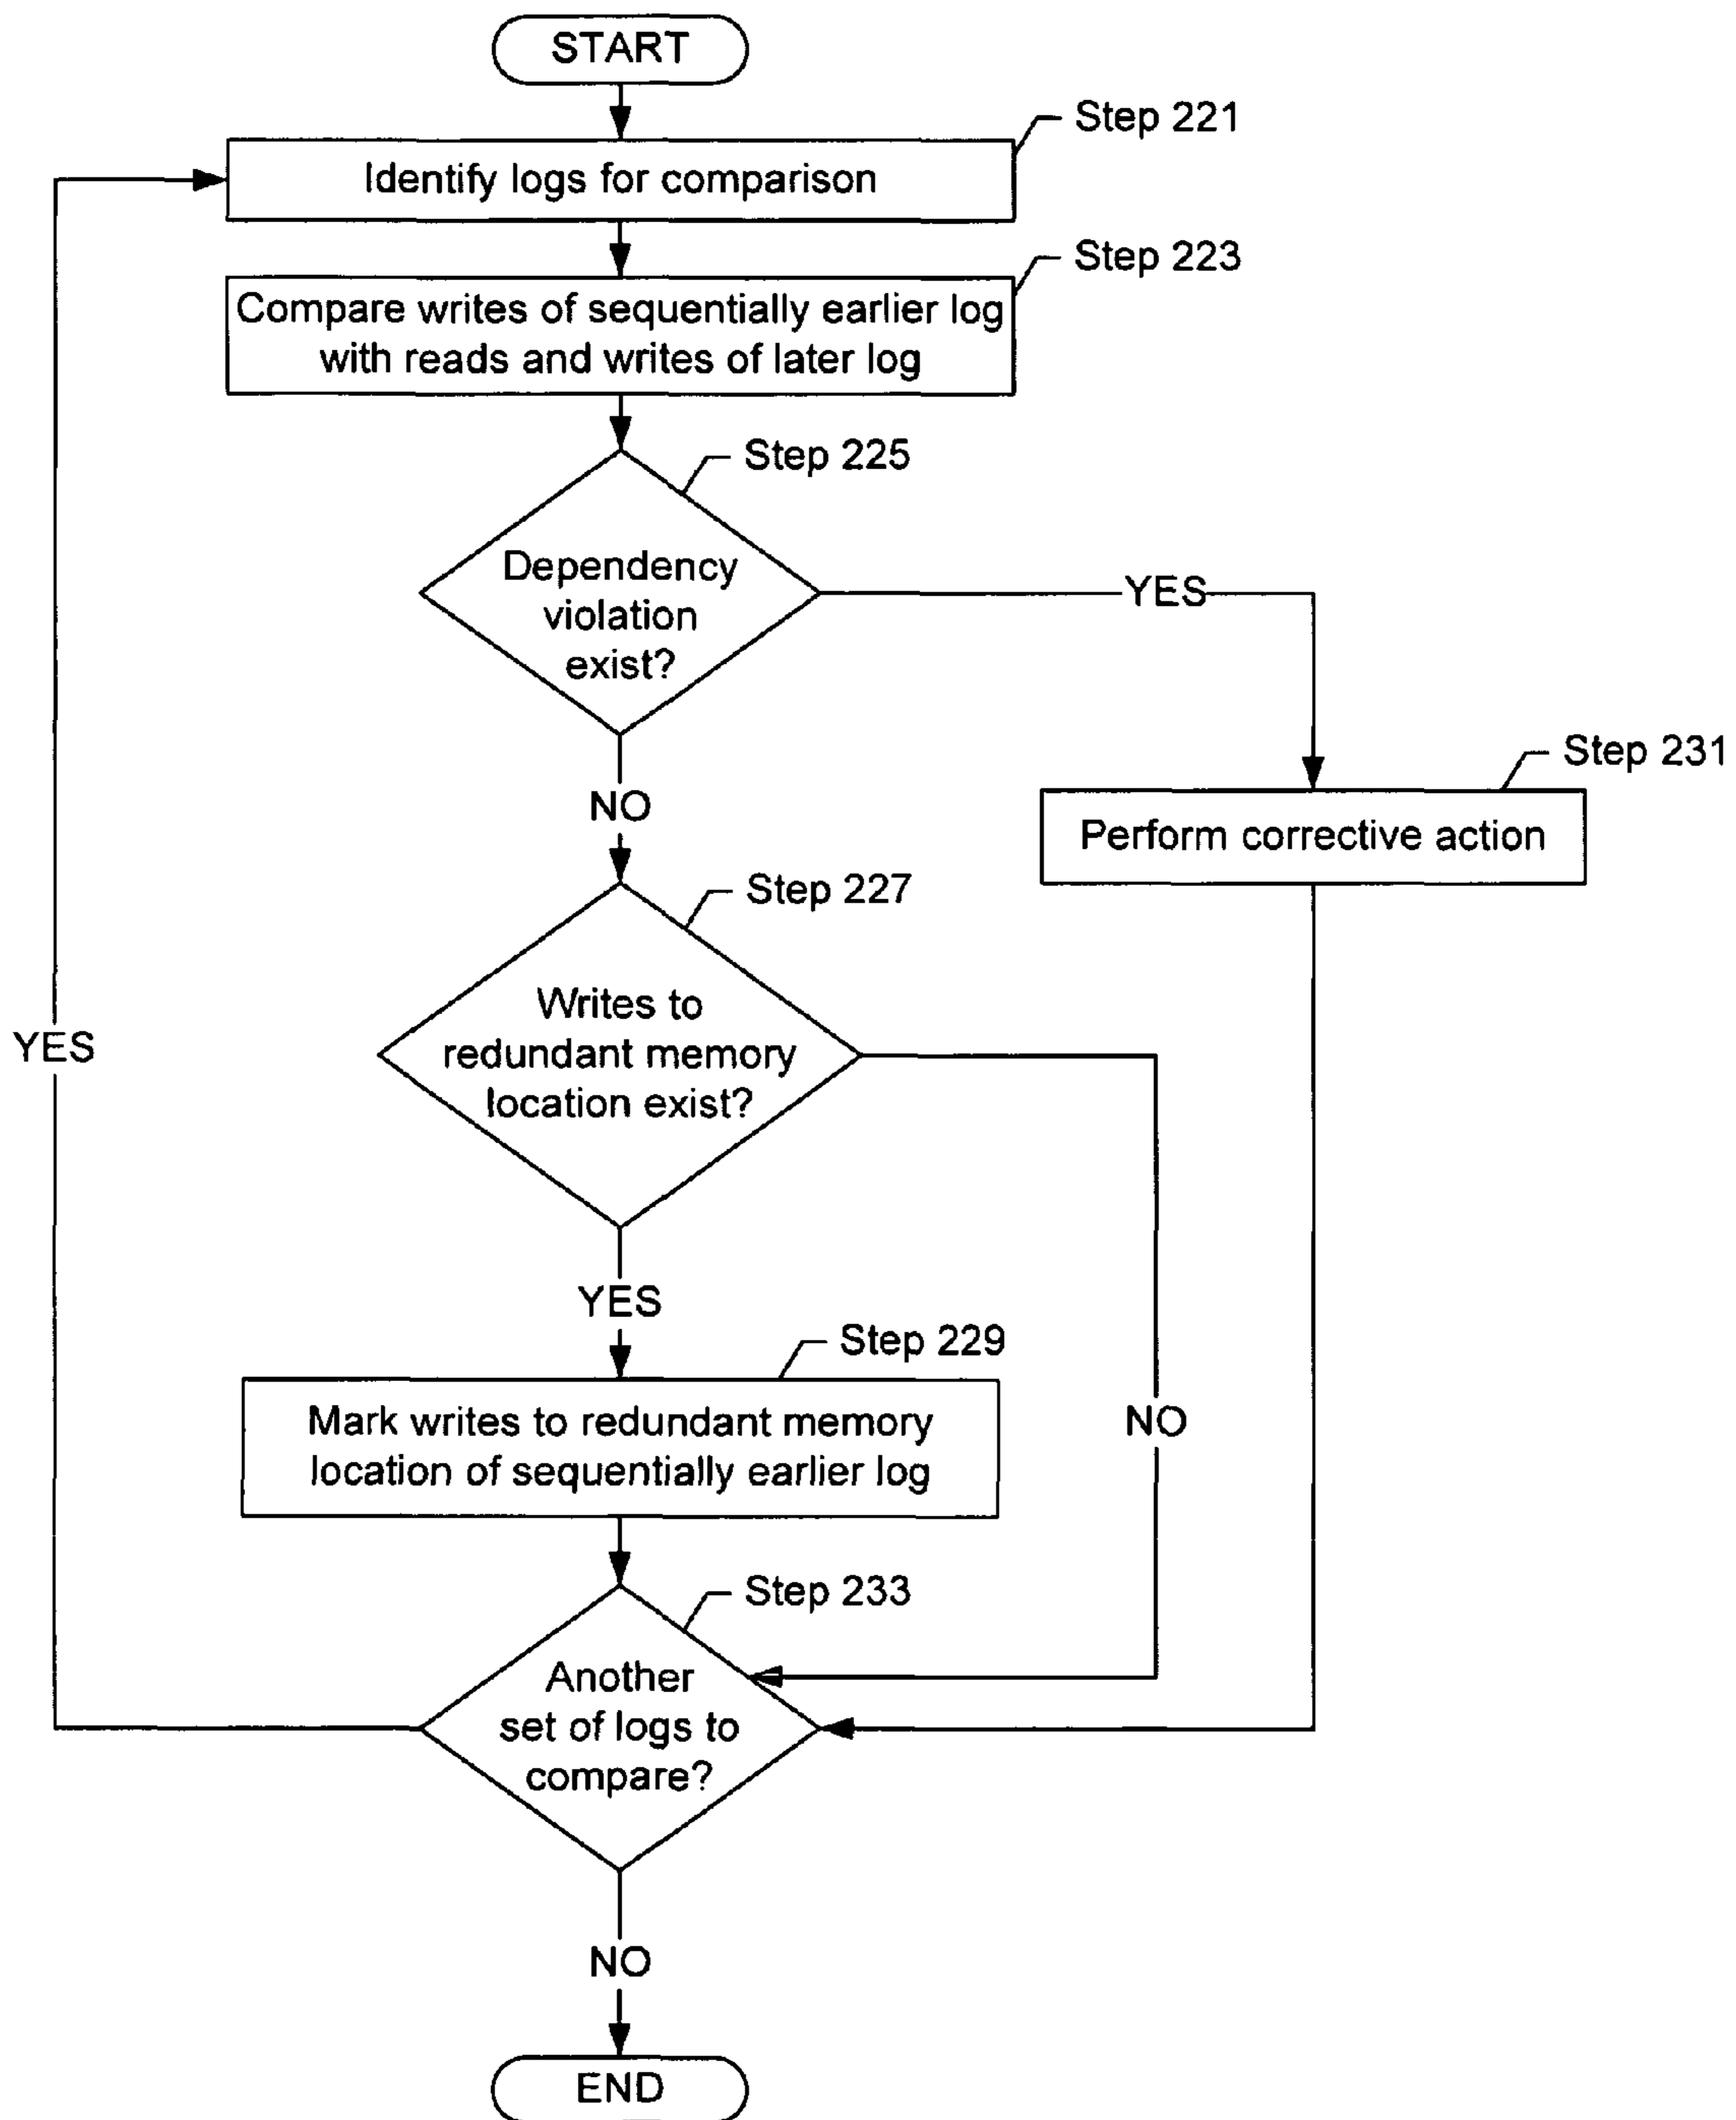 START
Step 221
Identify logs for comparison
Step 223
Compare writes of sequentially earlier log
with reads and writes of later log
Step 225
Dependency
violation
exist?
YES
Step 231
Perform corrective action
NO
Step 227
Writes to
redundant memory
location exist?
YES
YES
Step 229
Mark writes to redundant memory
location of sequentially earlier log
NO
Step 233
Another
set of logs to
compare?
NO
END